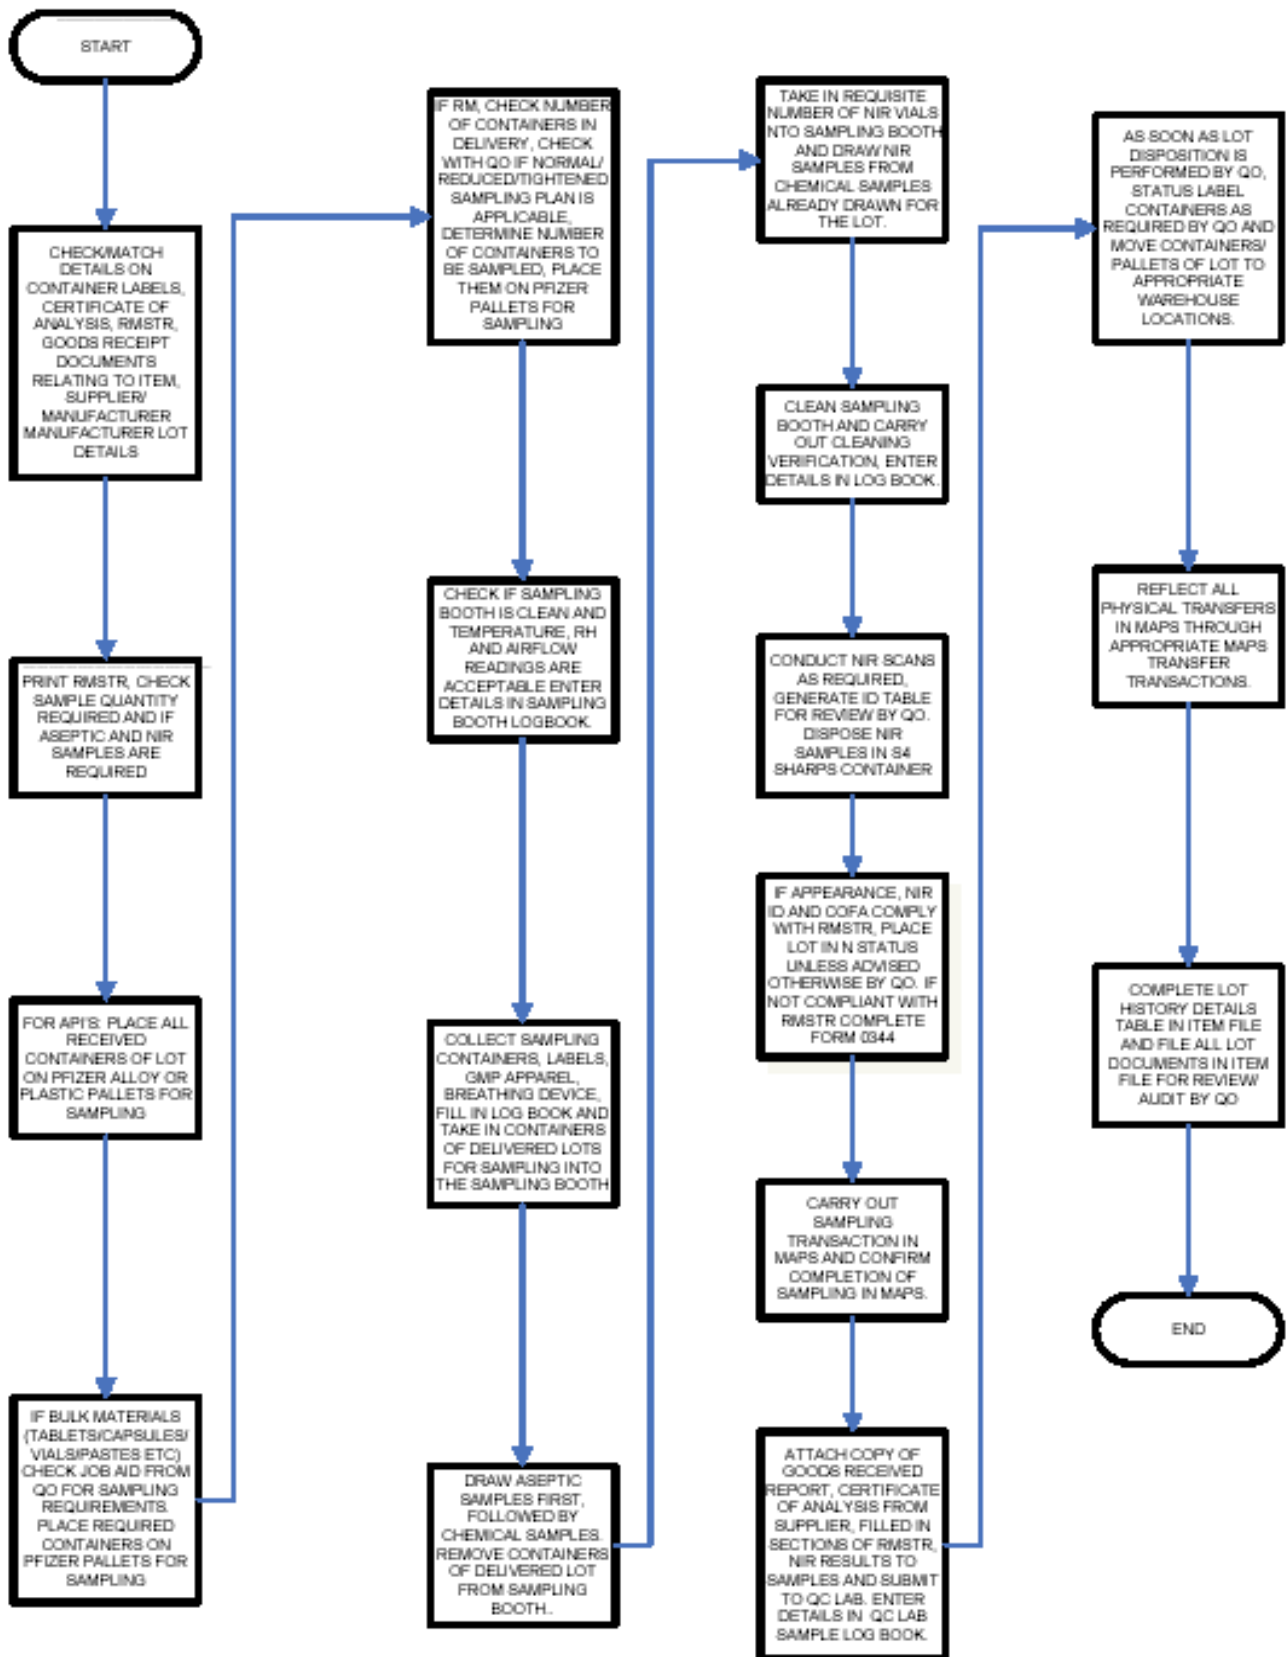 START
CHECK/MATCH
DETAILS ON
CONTAINER LABELS,
CERTIFICATE OF
ANALYSIS, RMSTR,
GOODS RECEIPT
DOCUMENTS
RELATING TO ITEM,
SUPPLIER/
MANUFACTURER
MANUFACTURER LOT
DETAILS
PRINT RMSTR, CHECK
SAMPLE QUANTITY
REQUIRED AND IF
ASEPTIC AND NIR
SAMPLES ARE
REQUIRED
FOR API'S: PLACE ALL
RECEIVED
CONTAINERS OF LOT
ON PFIZER ALLOY OR
PLASTIC PALLETS FOR
SAMPLING
IF BULK MATERIALS
(TABLETS/CAPSULES/
VIALS/PASTES ETC)
CHECK JOB AID FROM
QO FOR SAMPLING
REQUIREMENTS.
PLACE REQUIRED
CONTAINERS ON
PFIZER PALLETS FOR
SAMPLING
IF RM, CHECK NUMBER
OF CONTAINERS IN
DELIVERY, CHECK
WITH QO IF NORMAL/
REDUCED/TIGHTENED
SAMPLING PLAN IS
APPLICABLE,
DETERMINE NUMBER
OF CONTAINERS TO
BE SAMPLED, PLACE
THEM ON PFIZER
PALLETS FOR
SAMPLING
CHECK IF SAMPLING
BOOTH IS CLEAN AND
TEMPERATURE, RH
AND AIRFLOW
READINGS ARE
ACCEPTABLE ENTER
DETAILS IN SAMPLING
BOOTH LOGBOOK.
COLLECT SAMPLING
CONTAINERS, LABELS,
GMP APPAREL,
BREATHING DEVICE,
FILL IN LOG BOOK AND
TAKE IN CONTAINERS
OF DELIVERED LOTS
FOR SAMPLING INTO
THE SAMPLING BOOTH
DRAW ASEPTIC
SAMPLES FIRST,
FOLLOWED BY
CHEMICAL SAMPLES.
REMOVE CONTAINERS
OF DELIVERED LOT
FROM SAMPLING
BOOTH..
TAKE IN REQUISITE
NUMBER OF NIR VIALS
NTO SAMPLING BOOTH
AND DRAW NIR
SAMPLES FROM
CHEMICAL SAMPLES
ALREADY DRAWN FOR
THE LOT.
CLEAN SAMPLING
BOOTH AND CARRY
OUT CLEANING
VERIFICATION, ENTER
DETAILS IN LOG BOOK.
CONDUCT NIR SCANS
AS REQUIRED,
GENERATE ID TABLE
FOR REVIEW BY QO.
DISPOSE NIR
SAMPLES IN S4
SHARPS CONTAINER
IF APPEARANCE, NIR
ID AND COFA COMPLY
WITH RMSTR, PLACE
LOT IN N STATUS
UNLESS ADVISED
OTHERWISE BY QO. IF
NOT COMPLIANT WITH
RMSTR COMPLETE
FORM 0344
CARRY OUT
SAMPLING
TRANSACTION IN
MAPS AND CONFIRM
COMPLETION OF
SAMPLING IN MAPS.
ATTACH COPY OF
GOODS RECEIVED
REPORT, CERTIFICATE
OF ANALYSIS FROM
SUPPLIER, FILLED IN
SECTIONS OF RMSTR,
NIR RESULTS TO
SAMPLES AND SUBMIT
TO QC LAB. ENTER
DETAILS IN QC LAB
SAMPLE LOG BOOK.
AS SOON AS LOT
DISPOSITION IS
PERFORMED BY QO,
STATUS LABEL
CONTAINERS AS
REQUIRED BY QO AND
MOVE CONTAINERS/
PALLETS OF LOT TO
APPROPRIATE
WAREHOUSE
LOCATIONS.
REFLECT ALL
PHYSICAL TRANSFERS
IN MAPS THROUGH
APPROPRIATE MAPS
TRANSFER
TRANSACTIONS.
COMPLETE LOT
HISTORY DETAILS
TABLE IN ITEM FILE
AND FILE ALL LOT
DOCUMENTS IN ITEM
FILE FOR REVIEW/
AUDIT BY QO
END